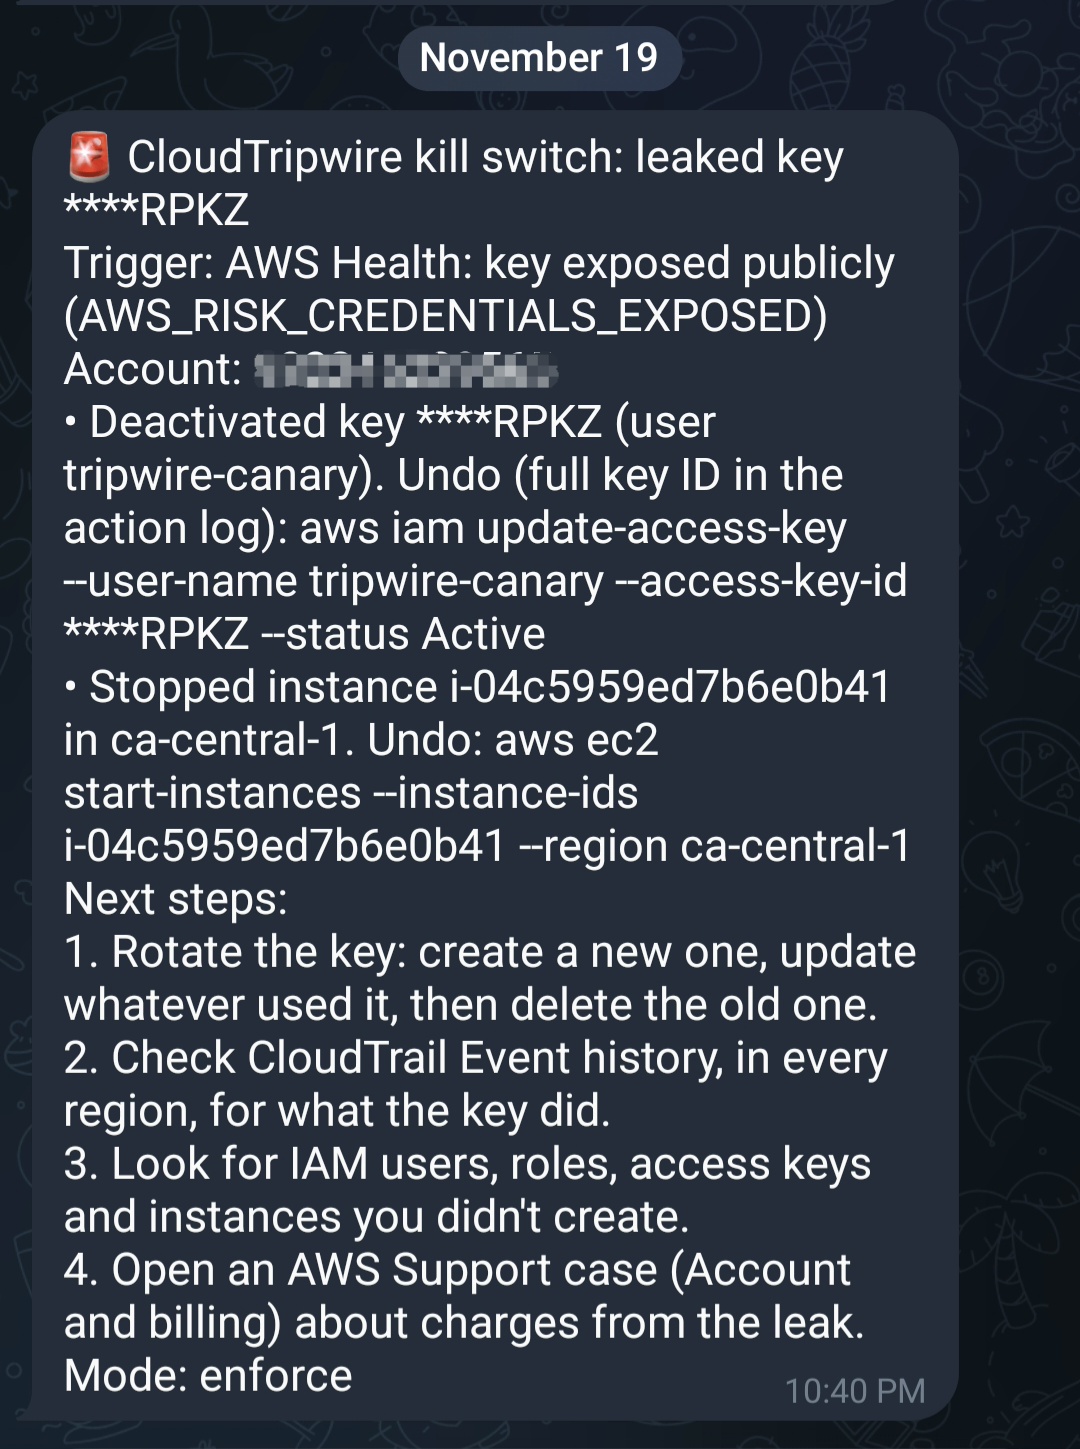 November 19
🚨 CloudTripwire kill switch: leaked key
****RPKZ
Trigger: AWS Health: key exposed publicly
(AWS_RISK_CREDENTIALS_EXPOSED)
Account:
• Deactivated key ****RPKZ (user
tripwire-canary). Undo (full key ID in the
action log): aws iam update-access-key
--user-name tripwire-canary --access-key-id
****RPKZ --status Active
• Stopped instance i-04c5959ed7b6e0b41
in ca-central-1. Undo: aws ec2
start-instances --instance-ids
i-04c5959ed7b6e0b41 --region ca-central-1
Next steps:
1. Rotate the key: create a new one, update
whatever used it, then delete the old one.
2. Check CloudTrail Event history, in every
region, for what the key did.
3. Look for IAM users, roles, access keys
and instances you didn't create.
4. Open an AWS Support case (Account
and billing) about charges from the leak.
Mode: enforce
10:40 PM